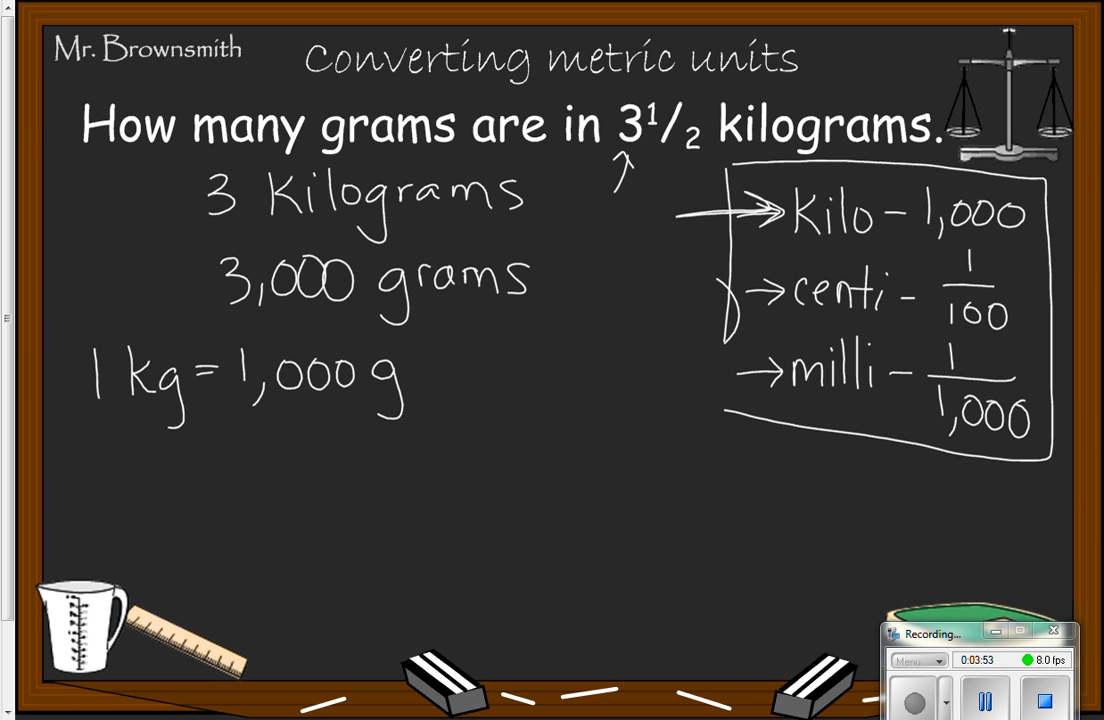 Mr. Brownsmith
Converting metric units
How many grams are in 3 1/2 kilograms.
3 Kilograms
3,000 grams
1 kg = 1,000 g
Kilo - 1,000
centi - 1/100
milli - 1/1,000
Recording...
Menu
0:03:53
8.0 fps